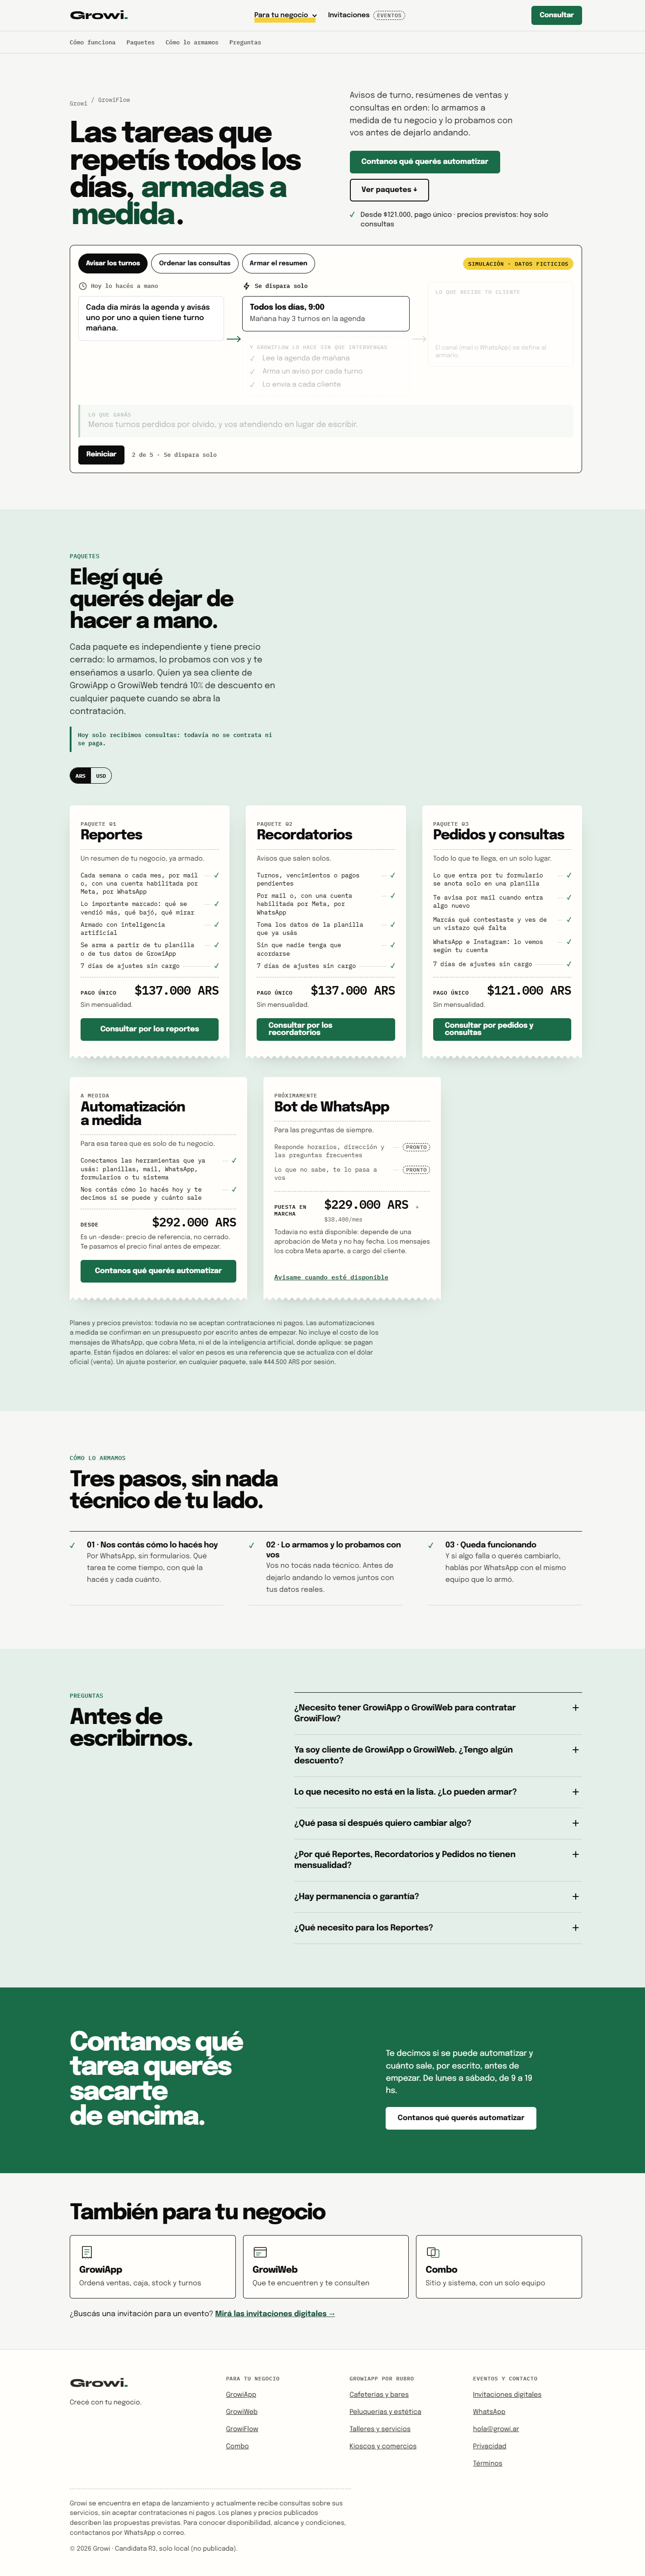 Growi.
Para tu negocio
Invitaciones EVENTOS
Consultar
Cómo funciona Paquetes Cómo lo armamos Preguntas
Growi / GrowiFlow
Las tareas que
repetís todos los
días, armadas a
medida.
Avisos de turno, resúmenes de ventas y
consultas en orden: lo armamos a
medida de tu negocio y lo probamos con
vos antes de dejarlo andando.
Contanos qué querés automatizar
Ver paquetes ↓
✓ Desde $121.000, pago único · precios previstos: hoy solo
consultas
Avisar los turnos
Ordenar las consultas
Armar el resumen
SIMULACIÓN – DATOS FICTICIOS
Hoy lo hacés a mano
Cada día mirás la agenda y avisás
uno por uno a quien tiene turno
mañana.
Se dispara solo
Todos los días, 9:00
Mañana hay 3 turnos en la agenda
Y GROWIFLOW LO HACE SIN QUE INTERVENGAS
✓ Lee la agenda de mañana
✓ Arma un aviso por cada turno
✓ Lo envía a cada cliente
LO QUE RECIBE TU CLIENTE
El canal (mail o WhatsApp) se define al
armarlo.
LO QUE GANÁS
Menos turnos perdidos por olvido, y vos atendiendo en lugar de escribir.
Reiniciar
2 de 5 · Se dispara solo
PAQUETES
Elegí qué
querés dejar de
hacer a mano.
Cada paquete es independiente y tiene precio
cerrado: lo armamos, lo probamos con vos y te
enseñamos a usarlo. Quien ya sea cliente de
GrowiApp o GrowiWeb tendrá 10% de descuento en
cualquier paquete cuando se abra la
contratación.
Hoy solo recibimos consultas: todavía no se contrata ni
se paga.
ARS USD
PAQUETE 01
Reportes
Un resumen de tu negocio, ya armado.
Cada semana o cada mes, por mail ✓
o, con una cuenta habilitada por
Meta, por WhatsApp
Lo importante marcado: qué se ✓
vendió más, qué bajó, qué mirar
Armado con inteligencia ✓
artificial
Se arma a partir de tu planilla ✓
o de tus datos de GrowiApp
7 días de ajustes sin cargo ✓
PAGO ÚNICO $137.000 ARS
Sin mensualidad.
Consultar por los reportes
PAQUETE 02
Recordatorios
Avisos que salen solos.
Turnos, vencimientos o pagos ✓
pendientes
Por mail o, con una cuenta ✓
habilitada por Meta, por
WhatsApp
Toma los datos de la planilla ✓
que ya usás
Sin que nadie tenga que ✓
acordarse
7 días de ajustes sin cargo ✓
PAGO ÚNICO $137.000 ARS
Sin mensualidad.
Consultar por los
recordatorios
PAQUETE 03
Pedidos y consultas
Todo lo que te llega, en un solo lugar.
Lo que entra por tu formulario ✓
se anota solo en una planilla
Te avisa por mail cuando entra ✓
algo nuevo
Marcás qué contestaste y ves de ✓
un vistazo qué falta
WhatsApp e Instagram: lo vemos ✓
según tu cuenta
7 días de ajustes sin cargo ✓
PAGO ÚNICO $121.000 ARS
Sin mensualidad.
Consultar por pedidos y
consultas
A MEDIDA
Automatización
a medida
Para esa tarea que es solo de tu negocio.
Conectamos las herramientas que ya ✓
usás: planillas, mail, WhatsApp,
formularios o tu sistema
Nos contás cómo lo hacés hoy y te ✓
decimos si se puede y cuánto sale
DESDE $292.000 ARS
Es un «desde»: precio de referencia, no cerrado.
Te pasamos el precio final antes de empezar.
Contanos qué querés automatizar
PRÓXIMAMENTE
Bot de WhatsApp
Para las preguntas de siempre.
Responde horarios, dirección y PRONTO
las preguntas frecuentes
Lo que no sabe, te lo pasa a PRONTO
vos
PUESTA EN
MARCHA
$229.000 ARS +
$38.400/mes
Todavía no está disponible: depende de una
aprobación de Meta y no hay fecha. Los mensajes
los cobra Meta aparte, a cargo del cliente.
Avisame cuando esté disponible
Planes y precios previstos: todavía no se aceptan contrataciones ni pagos. Las automatizaciones
a medida se confirman en un presupuesto por escrito antes de empezar. No incluye el costo de los
mensajes de WhatsApp, que cobra Meta, ni el de la inteligencia artificial, donde aplique: se pagan
aparte. Están fijados en dólares: el valor en pesos es una referencia que se actualiza con el dólar
oficial (venta). Un ajuste posterior, en cualquier paquete, sale $44.500 ARS por sesión.
CÓMO LO ARMAMOS
Tres pasos, sin nada
técnico de tu lado.
✓ 01 · Nos contás cómo lo hacés hoy
Por WhatsApp, sin formularios. Qué
tarea te come tiempo, con qué la
hacés y cada cuánto.
✓ 02 · Lo armamos y lo probamos con
vos
Vos no tocás nada técnico. Antes de
dejarlo andando lo vemos juntos con
tus datos reales.
✓ 03 · Queda funcionando
Y si algo falla o querés cambiarlo,
hablás por WhatsApp con el mismo
equipo que lo armó.
PREGUNTAS
Antes de
escribirnos.
¿Necesito tener GrowiApp o GrowiWeb para contratar
GrowiFlow?
Ya soy cliente de GrowiApp o GrowiWeb. ¿Tengo algún
descuento?
Lo que necesito no está en la lista. ¿Lo pueden armar?
¿Qué pasa si después quiero cambiar algo?
¿Por qué Reportes, Recordatorios y Pedidos no tienen
mensualidad?
¿Hay permanencia o garantía?
¿Qué necesito para los Reportes?
Contanos qué
tarea querés
sacarte
de encima.
Te decimos si se puede automatizar y
cuánto sale, por escrito, antes de
empezar. De lunes a sábado, de 9 a 19
hs.
Contanos qué querés automatizar
También para tu negocio
GrowiApp
Ordená ventas, caja, stock y turnos
GrowiWeb
Que te encuentren y te consulten
Combo
Sitio y sistema, con un solo equipo
¿Buscás una invitación para un evento? Mirá las invitaciones digitales →
Growi.
Crecé con tu negocio.
PARA TU NEGOCIO
GrowiApp
GrowiWeb
GrowiFlow
Combo
GROWIAPP POR RUBRO
Cafeterías y bares
Peluquerías y estética
Talleres y servicios
Kioscos y comercios
EVENTOS Y CONTACTO
Invitaciones digitales
WhatsApp
hola@growi.ar
Privacidad
Términos
Growi se encuentra en etapa de lanzamiento y actualmente recibe consultas sobre sus
servicios, sin aceptar contrataciones ni pagos. Los planes y precios publicados
describen las propuestas previstas. Para conocer disponibilidad, alcance y condiciones,
contactanos por WhatsApp o correo.
© 2026 Growi · Candidata R3, solo local (no publicada).